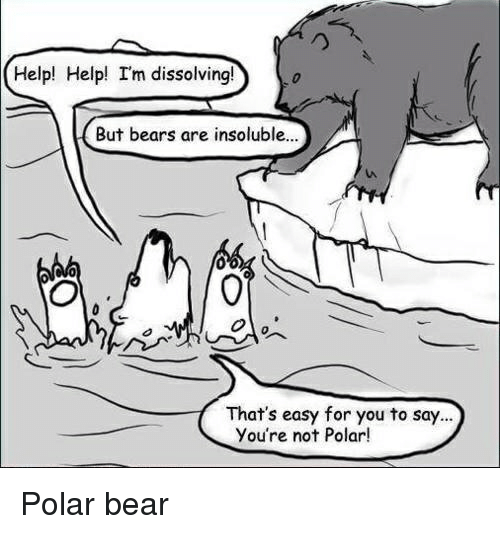 Help! Help! I'm dissolving!
But bears are insoluble...
That's easy for you to say...
You're not Polar!
Polar bear